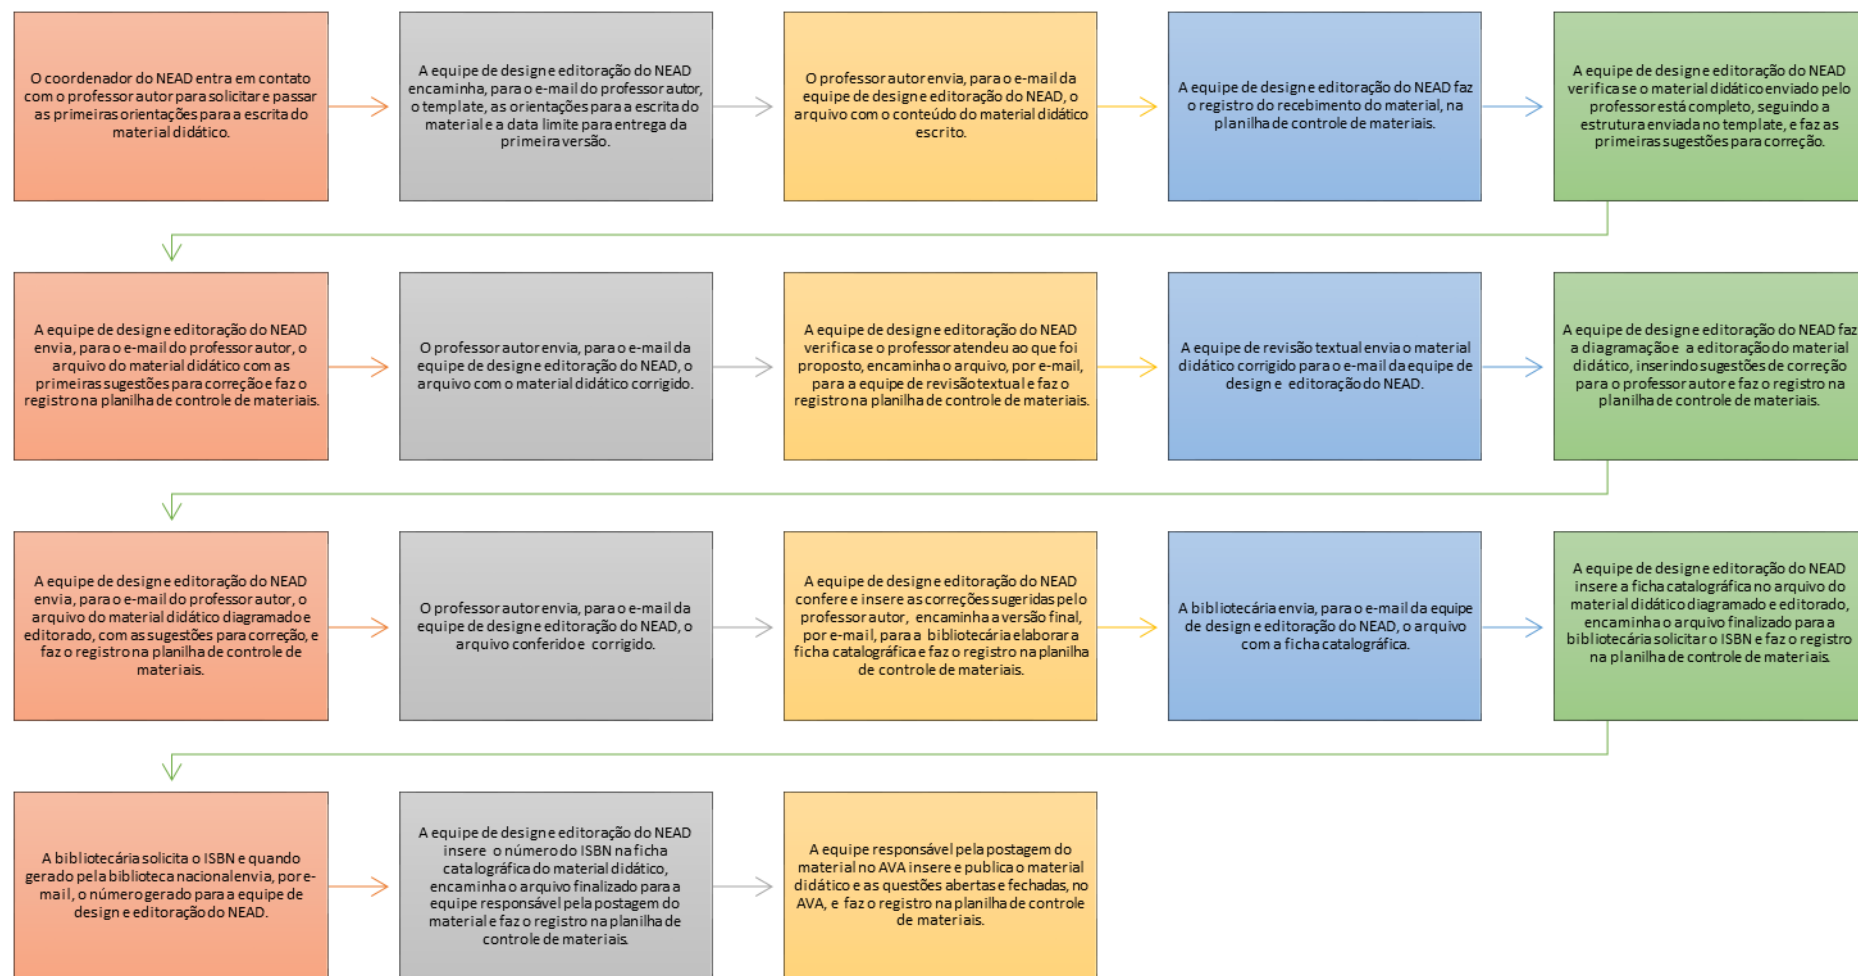 O coordenador do NEAD entra em contato
com o professor autor para solicitar e passar
as primeiras orientações para a escrita do
material didático.
A equipe de design e editoração do NEAD
encaminha, para o e-mail do professor autor,
o template, as orientações para a escrita do
material e a data limite para entrega da
primeira versão.
O professor autor envia, para o e-mail da
equipe de design e editoração do NEAD, o
arquivo com o conteúdo do material didático
escrito.
A equipe de design e editoração do NEAD faz
o registro do recebimento do material, na
planilha de controle de materiais.
A equipe de design e editoração do NEAD
verifica se o material didático enviado pelo
professor está completo, seguindo a
estrutura enviada no template, e faz as
primeiras sugestões para correção.
A equipe de design e editoração do NEAD
envia, para o e-mail do professor autor, o
arquivo do material didático com as
primeiras sugestões para correção e faz o
registro na planilha de controle de materiais.
O professor autor envia, para o e-mail da
equipe de design e editoração do NEAD, o
arquivo com o material didático corrigido.
A equipe de design e editoração do NEAD
verifica se o professor atendeu ao que foi
proposto, encaminha o arquivo, por e-mail,
para a equipe de revisão textual e faz o
registro na planilha de controle de materiais.
A equipe de revisão textual envia o material
didático corrigido para o e-mail da equipe de
design e editoração do NEAD.
A equipe de design e editoração do NEAD faz
a diagramação e a editoração do material
didático, inserindo sugestões de correção
para o professor autor e faz o registro na
planilha de controle de materiais.
A equipe de design e editoração do NEAD
envia, para o e-mail do professor autor, o
arquivo do material didático diagramado e
editorado, com as sugestões para correção, e
faz o registro na planilha de controle de
materiais.
O professor autor envia, para o e-mail da
equipe de design e editoração do NEAD, o
arquivo conferido e corrigido.
A equipe de design e editoração do NEAD
confere e insere as correções sugeridas pelo
professor autor, encaminha a versão final,
por e-mail, para a bibliotecária elaborar a
ficha catalográfica e faz o registro na planilha
de controle de materiais.
A bibliotecária envia, para o e-mail da equipe
de design e editoração do NEAD, o arquivo
com a ficha catalográfica.
A equipe de design e editoração do NEAD
insere a ficha catalográfica no arquivo do
material didático diagramado e editorado,
encaminha o arquivo finalizado para a
bibliotecária solicitar o ISBN e faz o registro
na planilha de controle de materiais.
A bibliotecária solicita o ISBN e quando
gerado pela biblioteca nacional envia, por e-
mail, o número gerado para a equipe de
design e editoração do NEAD.
A equipe de design e editoração do NEAD
insere o número do ISBN na ficha
catalográfica do material didático,
encaminha o arquivo finalizado para a
equipe responsável pela postagem do
material e faz o registro na planilha de
controle de materiais.
A equipe responsável pela postagem do
material no AVA insere e publica o material
didático e as questões abertas e fechadas, no
AVA, e faz o registro na planilha de controle
de materiais.